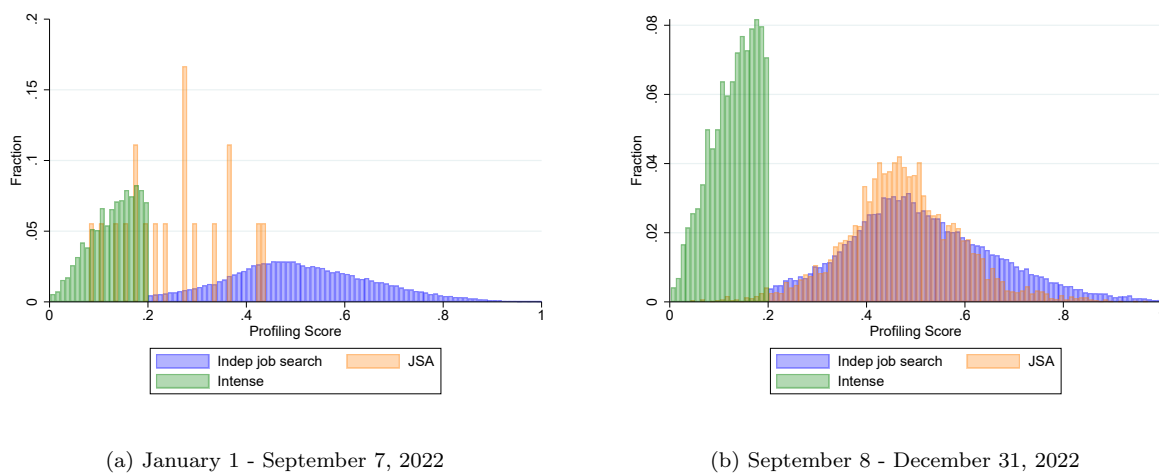 .2
.15
.1
.05
0
Fraction
0 .2 .4 .6 .8 1
Profiling Score
Indep job search JSA
Intense
(a) January 1 - September 7, 2022
.08
.06
.04
.02
0
Fraction
0 .2 .4 .6 .8
Profiling Score
Indep job search JSA
Intense
(b) September 8 - December 31, 2022